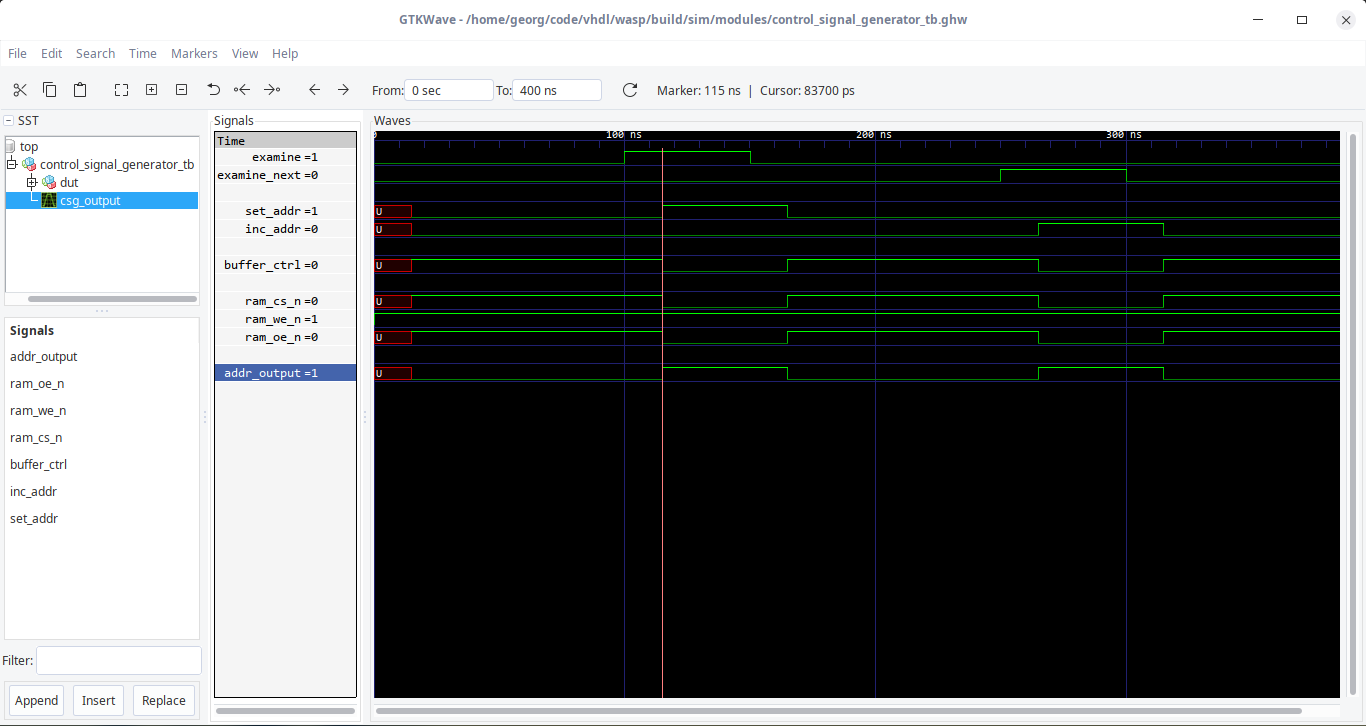 GTKWave - /home/georg/code/vhdl/wasp/build/sim/modules/control_signal_generator_tb.ghw
File Edit Search Time Markers View Help
From: 0 sec To: 400 ns Marker: 115 ns | Cursor: 83700 ps
SST
top
control_signal_generator_tb
dut
csg_output
Signals
addr_output
ram_oe_n
ram_we_n
ram_cs_n
buffer_ctrl
inc_addr
set_addr
Filter:
Append Insert Replace
Signals
Time
examine =1
examine_next =0
set_addr =1
inc_addr =0
buffer_ctrl =0
ram_cs_n =0
ram_we_n =1
ram_oe_n =0
addr_output =1
Waves
100 ns 200 ns 300 ns
U
U
U
U
U
U